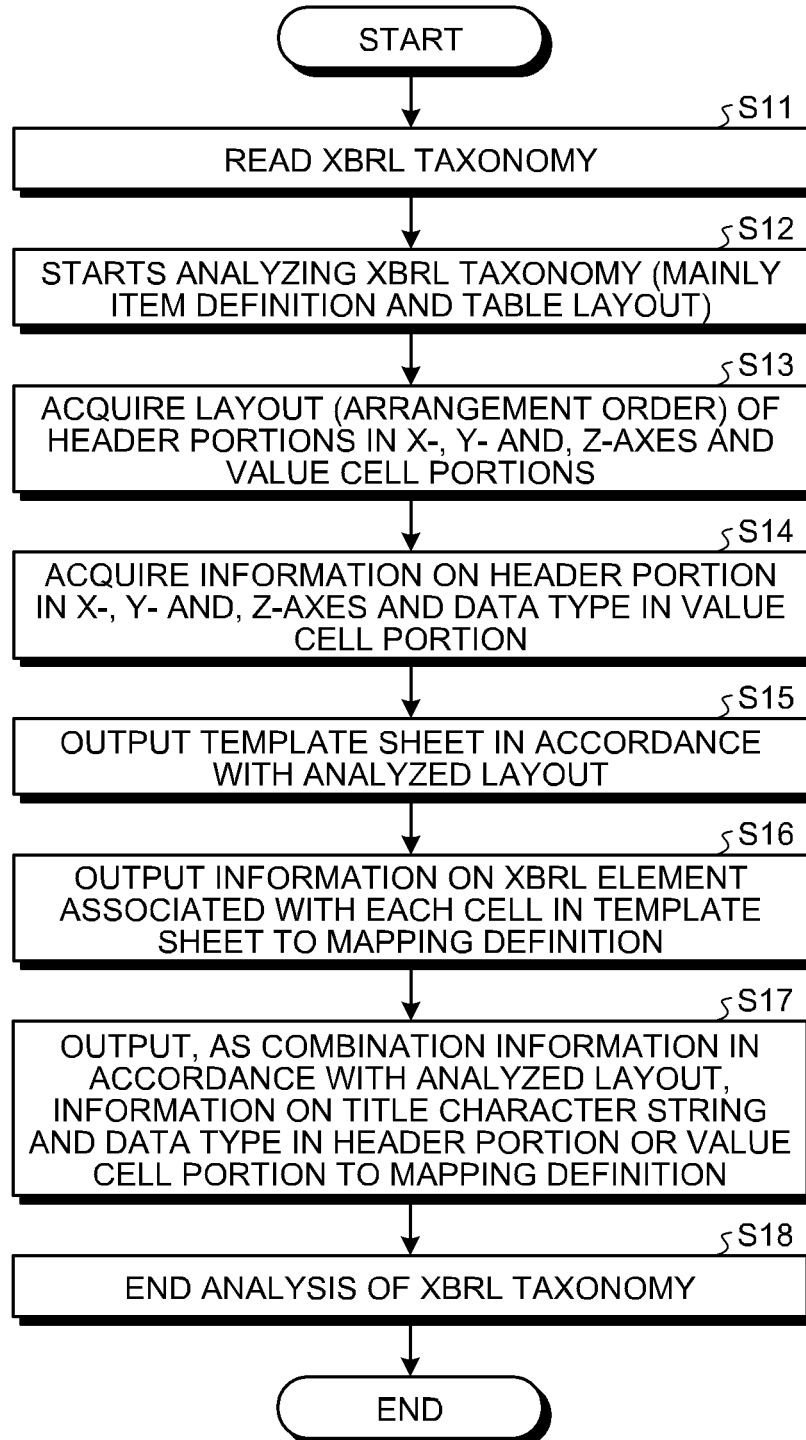 START
S11
READ XBRL TAXONOMY
S12
STARTS ANALYZING XBRL TAXONOMY (MAINLY
ITEM DEFINITION AND TABLE LAYOUT)
S13
ACQUIRE LAYOUT (ARRANGEMENT ORDER) OF
HEADER PORTIONS IN X-, Y- AND, Z-AXES AND
VALUE CELL PORTIONS
S14
ACQUIRE INFORMATION ON HEADER PORTION
IN X-, Y- AND, Z-AXES AND DATA TYPE IN VALUE
CELL PORTION
S15
OUTPUT TEMPLATE SHEET IN ACCORDANCE
WITH ANALYZED LAYOUT
S16
OUTPUT INFORMATION ON XBRL ELEMENT
ASSOCIATED WITH EACH CELL IN TEMPLATE
SHEET TO MAPPING DEFINITION
S17
OUTPUT, AS COMBINATION INFORMATION IN
ACCORDANCE WITH ANALYZED LAYOUT,
INFORMATION ON TITLE CHARACTER STRING
AND DATA TYPE IN HEADER PORTION OR VALUE
CELL PORTION TO MAPPING DEFINITION
S18
END ANALYSIS OF XBRL TAXONOMY
END